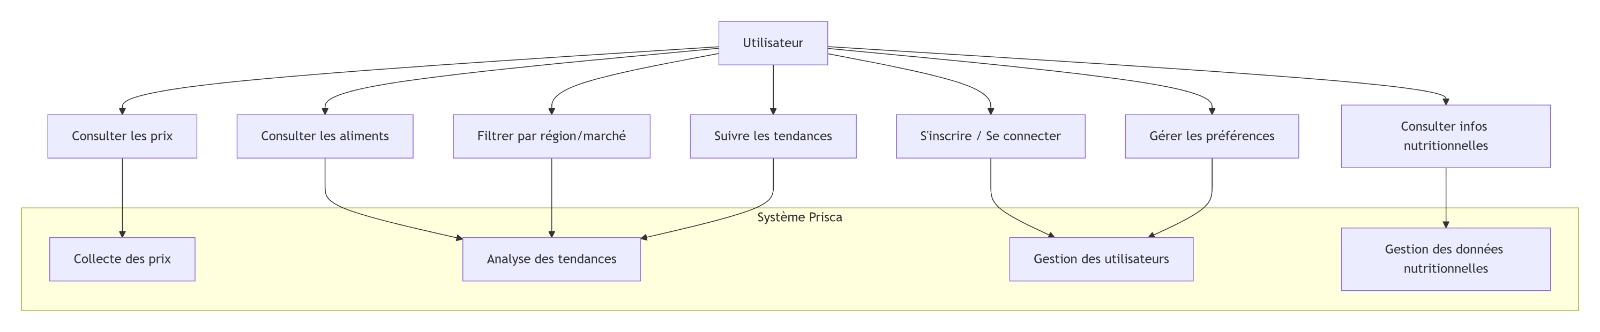 Utilisateur
Consulter les prix
Consulter les aliments
Filtrer par région/marché
Suivre les tendances
S'inscrire / Se connecter
Gérer les préférences
Consulter infos
nutritionnelles
Système Prisca
Collecte des prix
Analyse des tendances
Gestion des utilisateurs
Gestion des données
nutritionnelles